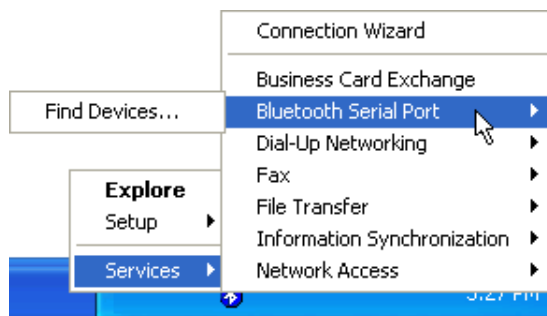 Connection Wizard
Business Card Exchange
Find Devices...
Bluetooth Serial Port
Dial-Up Networking
Fax
File Transfer
Information Synchronization
Network Access
Explore
Setup
Services